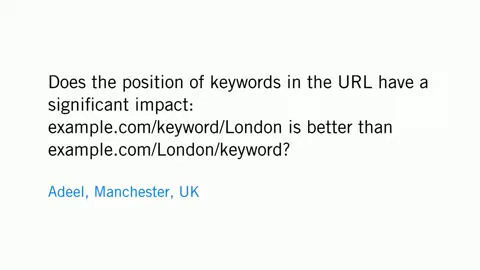 Does the position of keywords in the URL have a
significant impact:
example.com/keyword/London is better than
example.com/London/keyword?
Adeel, Manchester, UK